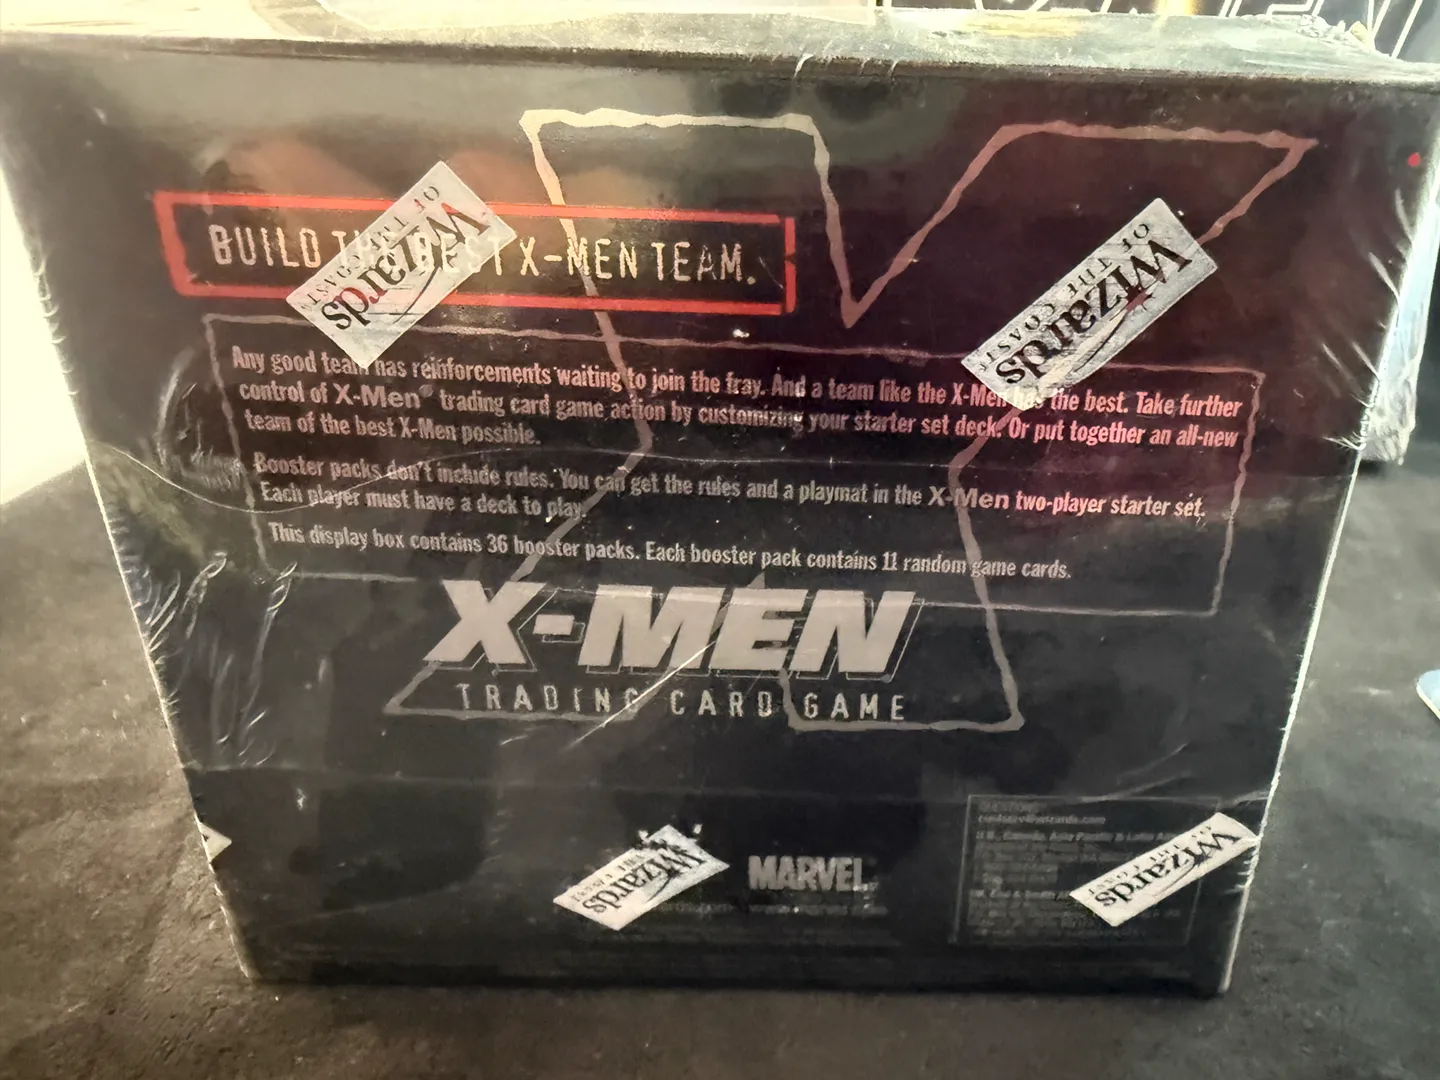 BUILD THE BEST X-MEN TEAM.
Wizards
OF THE COAST
Wizards
OF THE COAST
Any good team has reinforcements waiting to join the fray. And a team like the X-Men has the best. Take further
control of X-Men® trading card game action by customizing your starter set deck. Or put together an all-new
team of the best X-Men possible.
Booster packs don't include rules. You can get the rules and a playmat in the X-Men two-player starter set.
Each player must have a deck to play.
This display box contains 36 booster packs. Each booster pack contains 11 random game cards.
X-MEN
TRADING CARD GAME
Wizards
OF THE COAST
MARVEL
QUESTIONS?
U.S., Canada, Asia Pacific & Latin
Wizards
OF THE COAST